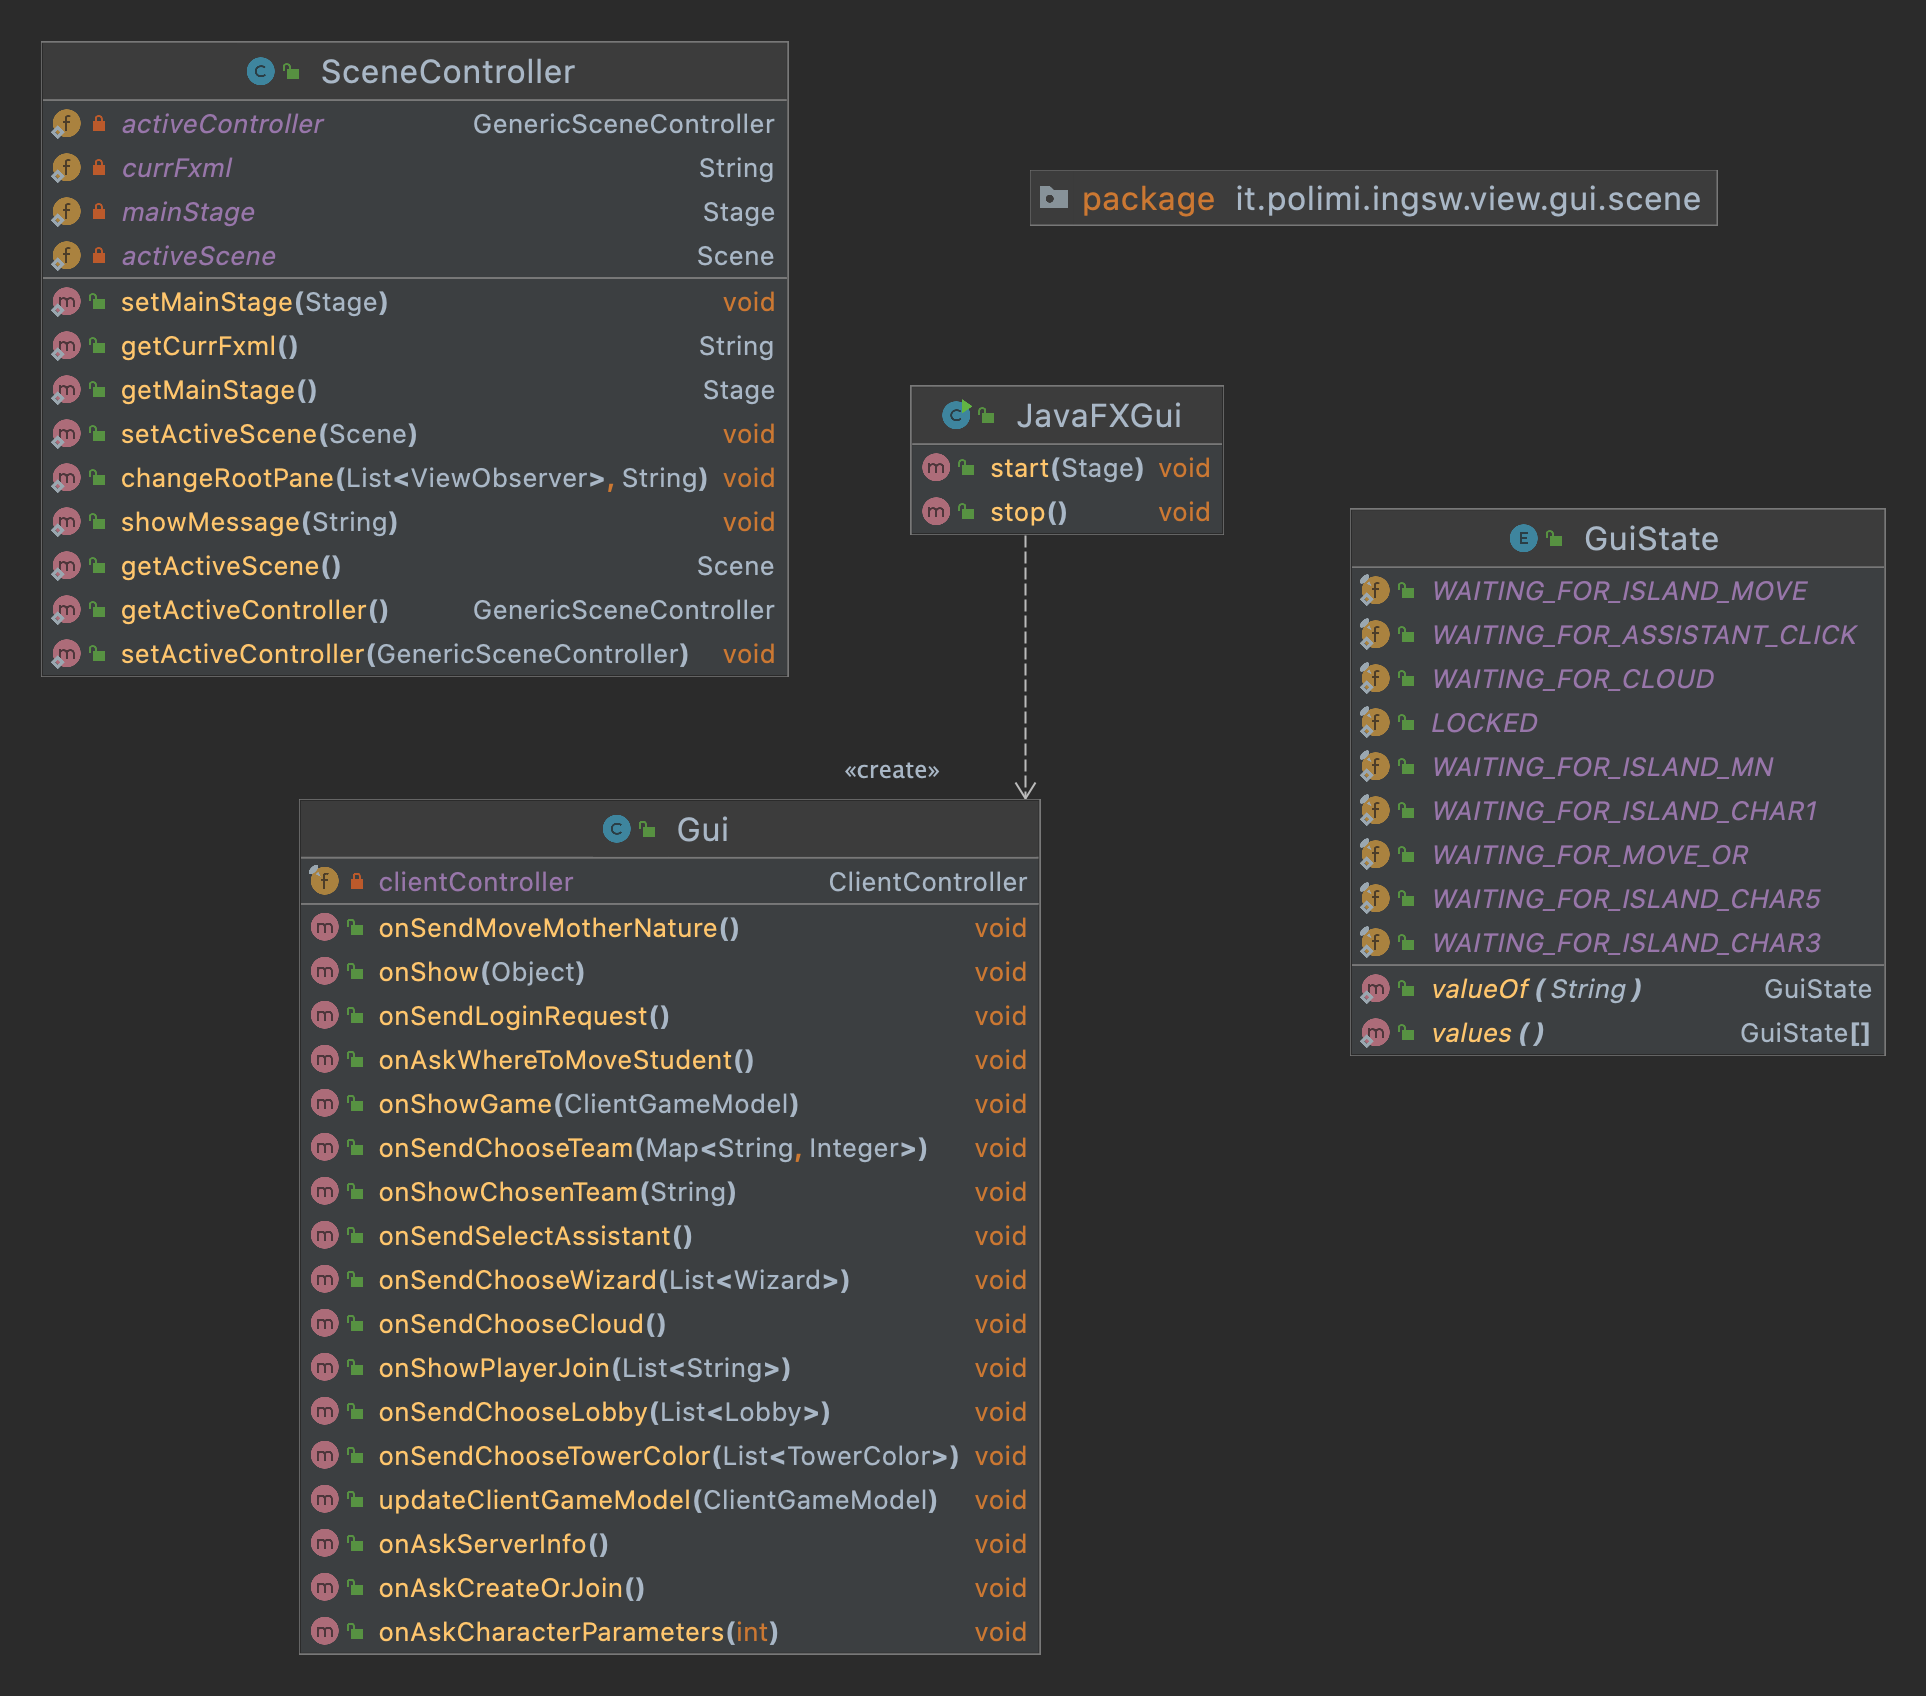 SceneController
activeController GenericSceneController
currFxml String
mainStage Stage
activeScene Scene
setMainStage(Stage) void
getCurrFxml() String
getMainStage() Stage
setActiveScene(Scene) void
changeRootPane(List<ViewObserver>, String) void
showMessage(String) void
getActiveScene() Scene
getActiveController() GenericSceneController
setActiveController(GenericSceneController) void
package it.polimi.ingsw.view.gui.scene
JavaFXGui
start(Stage) void
stop() void
GuiState
WAITING_FOR_ISLAND_MOVE
WAITING_FOR_ASSISTANT_CLICK
WAITING_FOR_CLOUD
LOCKED
WAITING_FOR_ISLAND_MN
WAITING_FOR_ISLAND_CHAR1
WAITING_FOR_MOVE_OR
WAITING_FOR_ISLAND_CHAR5
WAITING_FOR_ISLAND_CHAR3
valueOf(String) GuiState
values() GuiState[]
«create»
Gui
clientController ClientController
onSendMoveMotherNature() void
onShow(Object) void
onSendLoginRequest() void
onAskWhereToMoveStudent() void
onShowGame(ClientGameModel) void
onSendChooseTeam(Map<String, Integer>) void
onShowChosenTeam(String) void
onSendSelectAssistant() void
onSendChooseWizard(List<Wizard>) void
onSendChooseCloud() void
onShowPlayerJoin(List<String>) void
onSendChooseLobby(List<Lobby>) void
onSendChooseTowerColor(List<TowerColor>) void
updateClientGameModel(ClientGameModel) void
onAskServerInfo() void
onAskCreateOrJoin() void
onAskCharacterParameters(int) void